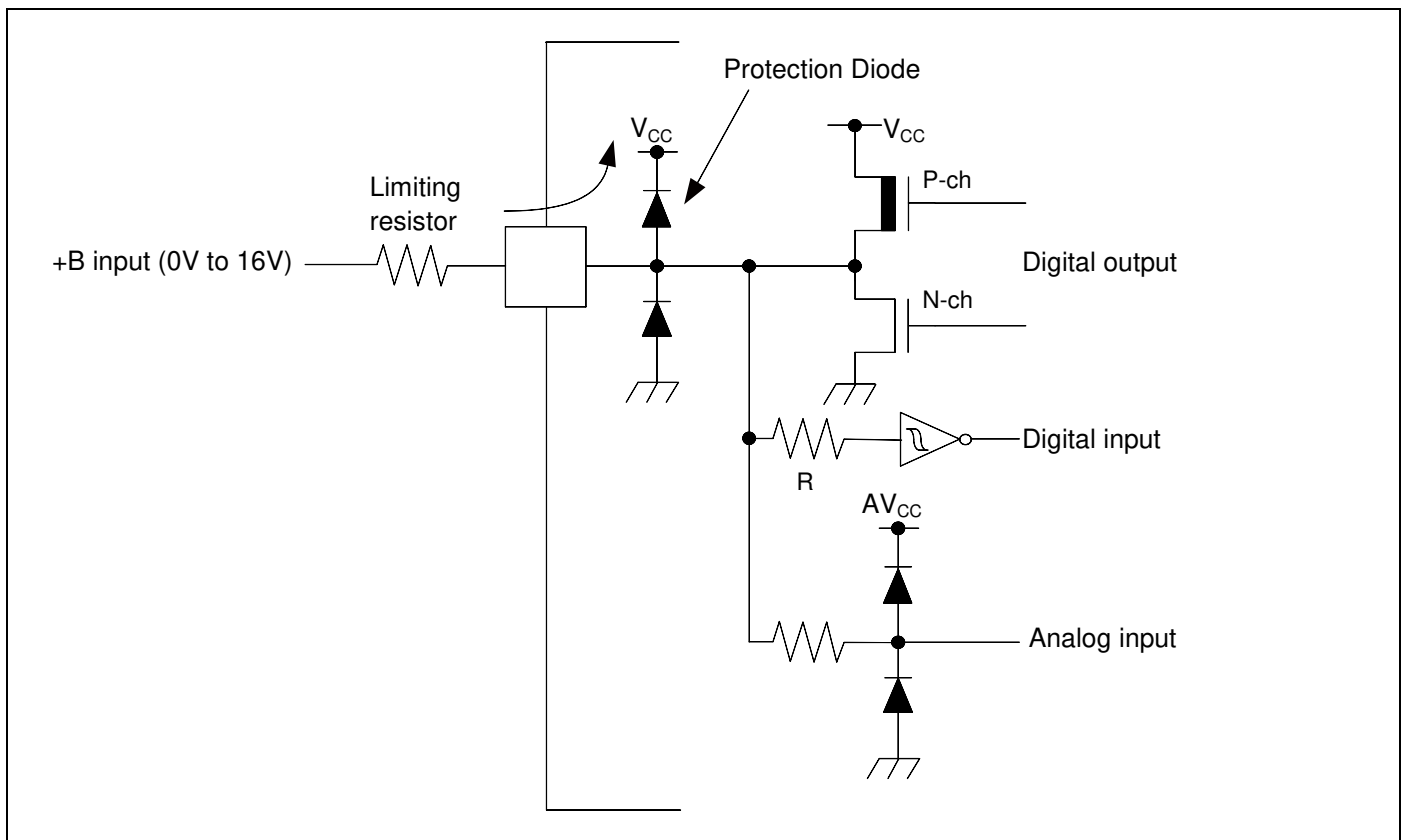 Protection Diode
VCC
VCC
P-ch
Limiting
resistor
+B input (0V to 16V)
Digital output
N-ch
Digital input
R
AVCC
Analog input